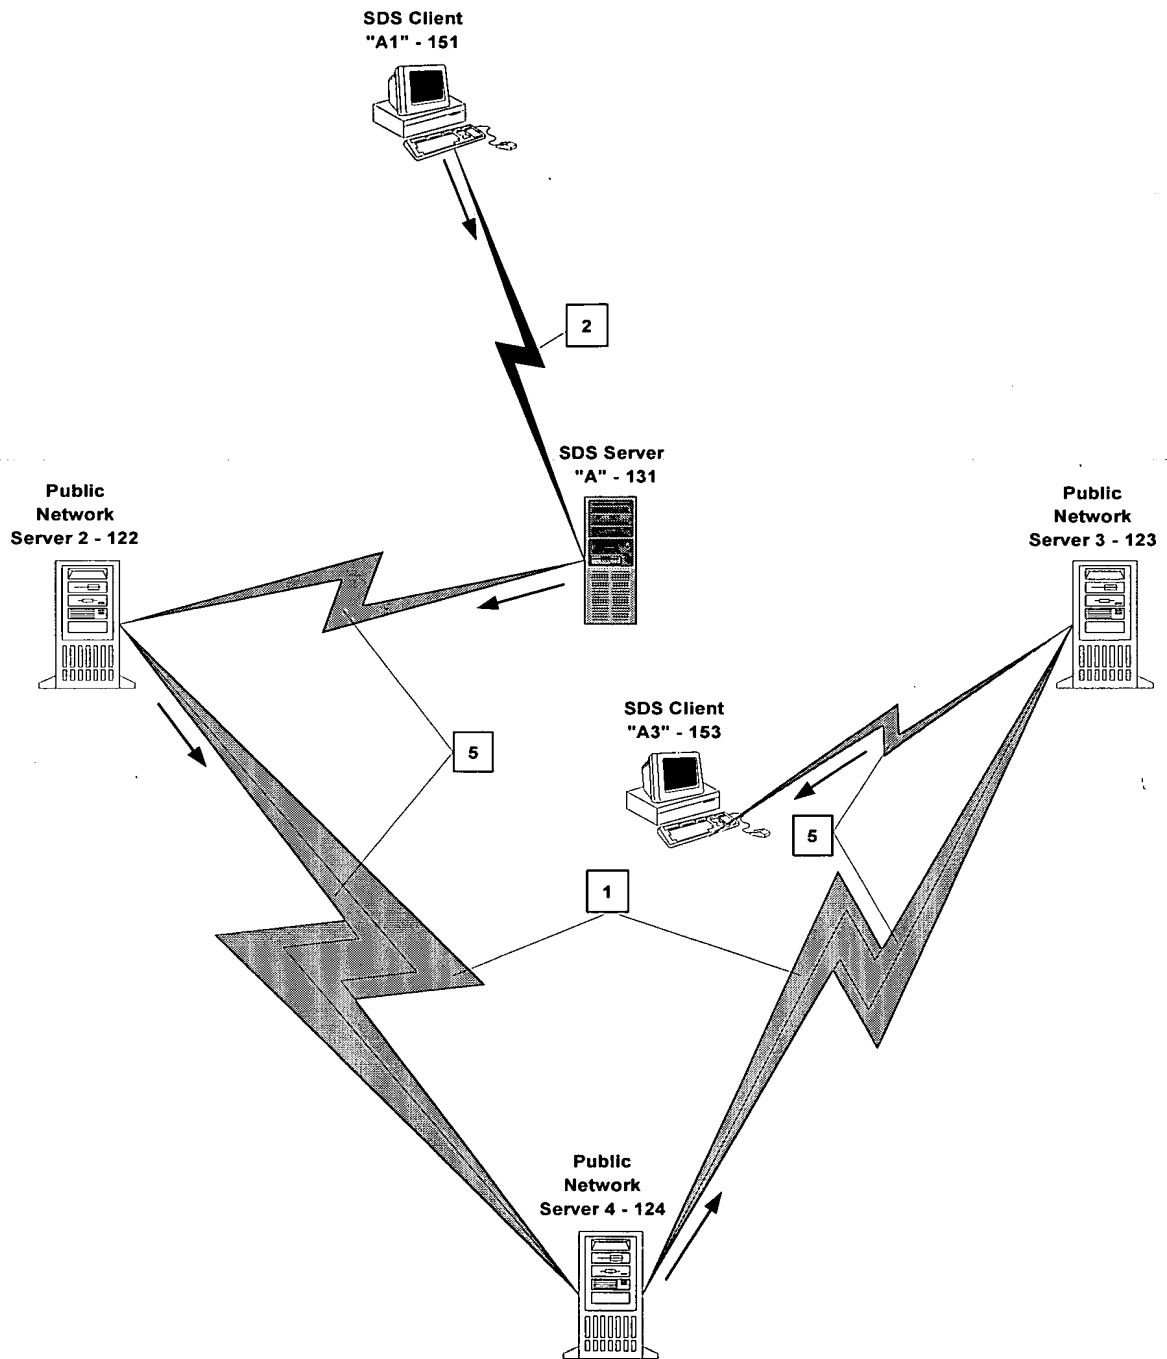 SDS Client
"A1" - 151
2
SDS Server
"A" - 131
Public
Network
Server 2 - 122
Public
Network
Server 3 - 123
SDS Client
"A3" - 153
5
5
1
Public
Network
Server 4 - 124